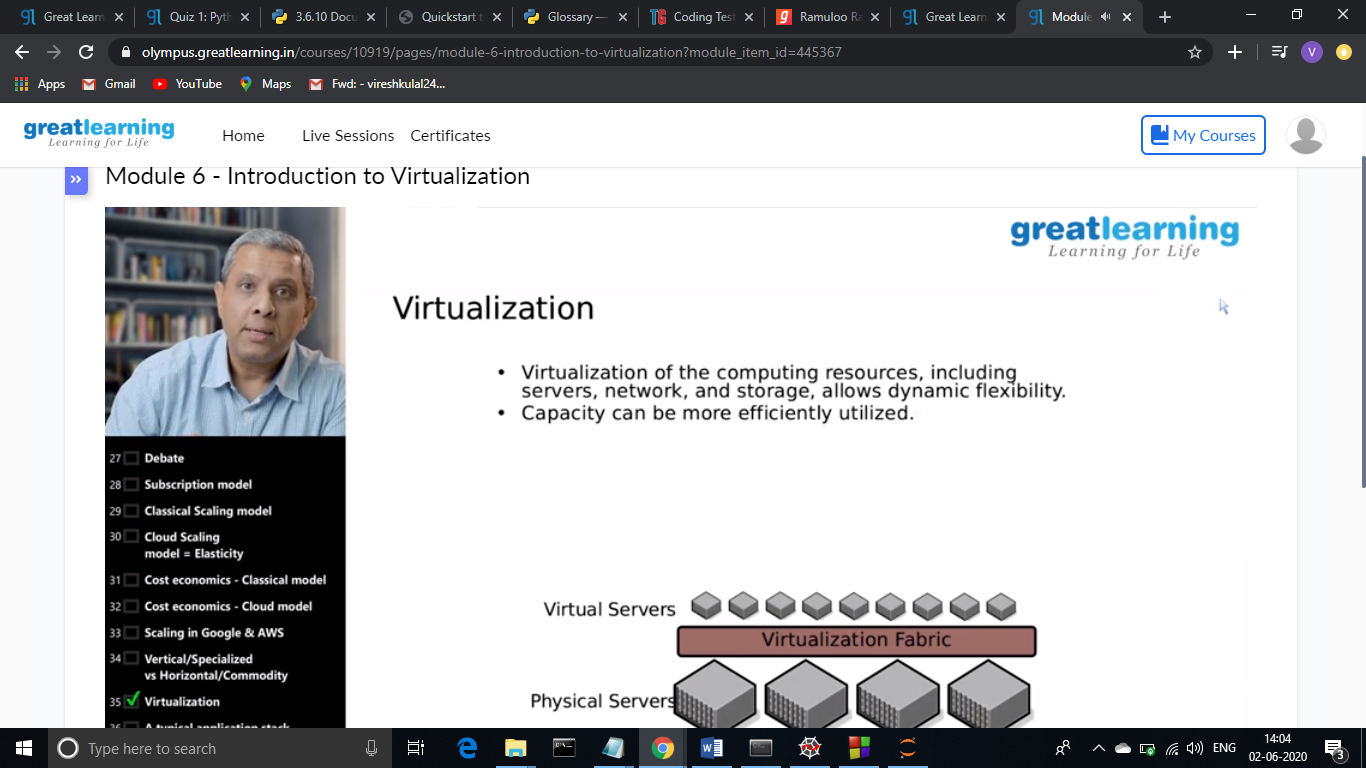 Great Learn
Quiz 1: Pyth
3.6.10 Docu
Quickstart t
Glossary —
Coding Test
Ramuloo Ra
Great Learn
Module
olympus.greatlearning.in/courses/10919/pages/module-6-introduction-to-virtualization?module_item_id=445367
V
Apps
Gmail
YouTube
Maps
Fwd: - vireshkulal24...
greatlearning
Learning for Life
Home
Live Sessions
Certificates
My Courses
Module 6 - Introduction to Virtualization
greatlearning
Learning for Life
Virtualization
• Virtualization of the computing resources, including
servers, network, and storage, allows dynamic flexibility.
• Capacity can be more efficiently utilized.
27 Debate
28 Subscription model
29 Classical Scaling model
30 Cloud Scaling
model = Elasticity
31 Cost economics - Classical model
32 Cost economics - Cloud model
33 Scaling in Google & AWS
34 Vertical/Specialized
vs Horizontal/Commodity
35 Virtualization
36 A typical application stack
Virtual Servers
Virtualization Fabric
Physical Servers
Type here to search
ENG
14:04
02-06-2020
3